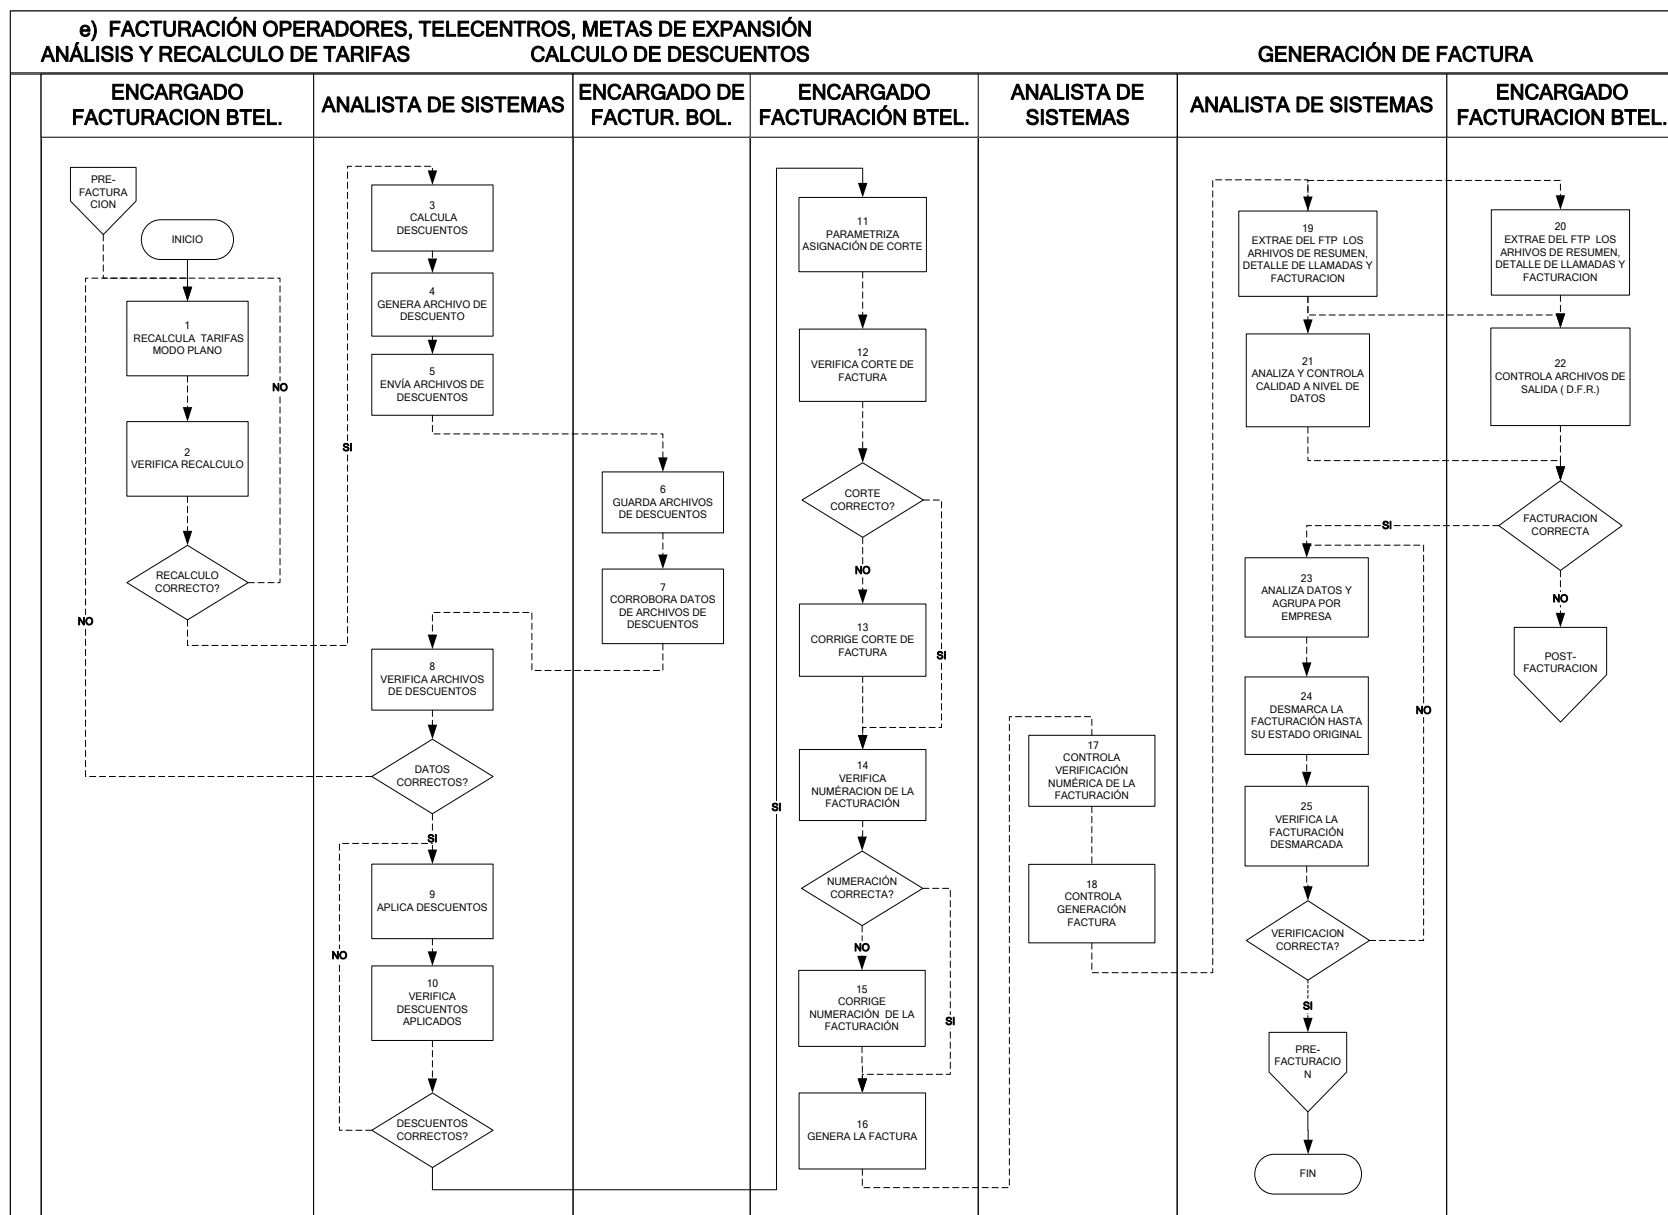 e) FACTURACIÓN OPERADORES, TELECENTROS, METAS DE EXPANSIÓN
ANÁLISIS Y RECALCULO DE TARIFAS
CALCULO DE DESCUENTOS
GENERACIÓN DE FACTURA
ENCARGADO
FACTURACION BTEL.
ANALISTA DE SISTEMAS
ENCARGADO DE
FACTUR. BOL.
ENCARGADO
FACTURACIÓN BTEL.
ANALISTA DE
SISTEMAS
ANALISTA DE SISTEMAS
ENCARGADO
FACTURACION BTEL.
PRE-
FACTURA
CION
INICIO
1
RECALCULA TARIFAS
MODO PLANO
NO
2
VERIFICA RECALCULO
RECALCULO
CORRECTO?
NO
SI
3
CALCULA
DESCUENTOS
4
GENERA ARCHIVO DE
DESCUENTO
5
ENVÍA ARCHIVOS DE
DESCUENTOS
6
GUARDA ARCHIVOS
DE DESCUENTOS
7
CORROBORA DATOS
DE ARCHIVOS DE
DESCUENTOS
8
VERIFICA ARCHIVOS
DE DESCUENTOS
DATOS
CORRECTOS?
SI
9
APLICA DESCUENTOS
NO
10
VERIFICA
DESCUENTOS
APLICADOS
DESCUENTOS
CORRECTOS?
SI
11
PARAMETRIZA
ASIGNACIÓN DE CORTE
12
VERIFICA CORTE DE
FACTURA
CORTE
CORRECTO?
NO
13
CORRIGE CORTE DE
FACTURA
SI
14
VERIFICA
NUMÉRACION DE LA
FACTURACIÓN
NUMERACIÓN
CORRECTA?
NO
15
CORRIGE
NUMERACIÓN DE LA
FACTURACIÓN
SI
16
GENERA LA FACTURA
17
CONTROLA
VERIFICACIÓN
NUMÉRICA DE LA
FACTURACIÓN
18
CONTROLA
GENERACIÓN
FACTURA
19
EXTRAE DEL FTP LOS
ARHIVOS DE RESUMEN,
DETALLE DE LLAMADAS Y
FACTURACION
20
EXTRAE DEL FTP LOS
ARHIVOS DE RESUMEN,
DETALLE DE LLAMADAS Y
FACTURACION
21
ANALIZA Y CONTROLA
CALIDAD A NIVEL DE
DATOS
22
CONTROLA ARCHIVOS DE
SALIDA ( D.F.R.)
FACTURACION
CORRECTA
SI
NO
POST-
FACTURACION
23
ANALIZA DATOS Y
AGRUPA POR
EMPRESA
24
DESMARCA LA
FACTURACIÓN HASTA
SU ESTADO ORIGINAL
NO
25
VERIFICA LA
FACTURACIÓN
DESMARCADA
VERIFICACION
CORRECTA?
SI
PRE-
FACTURACIO
N
FIN